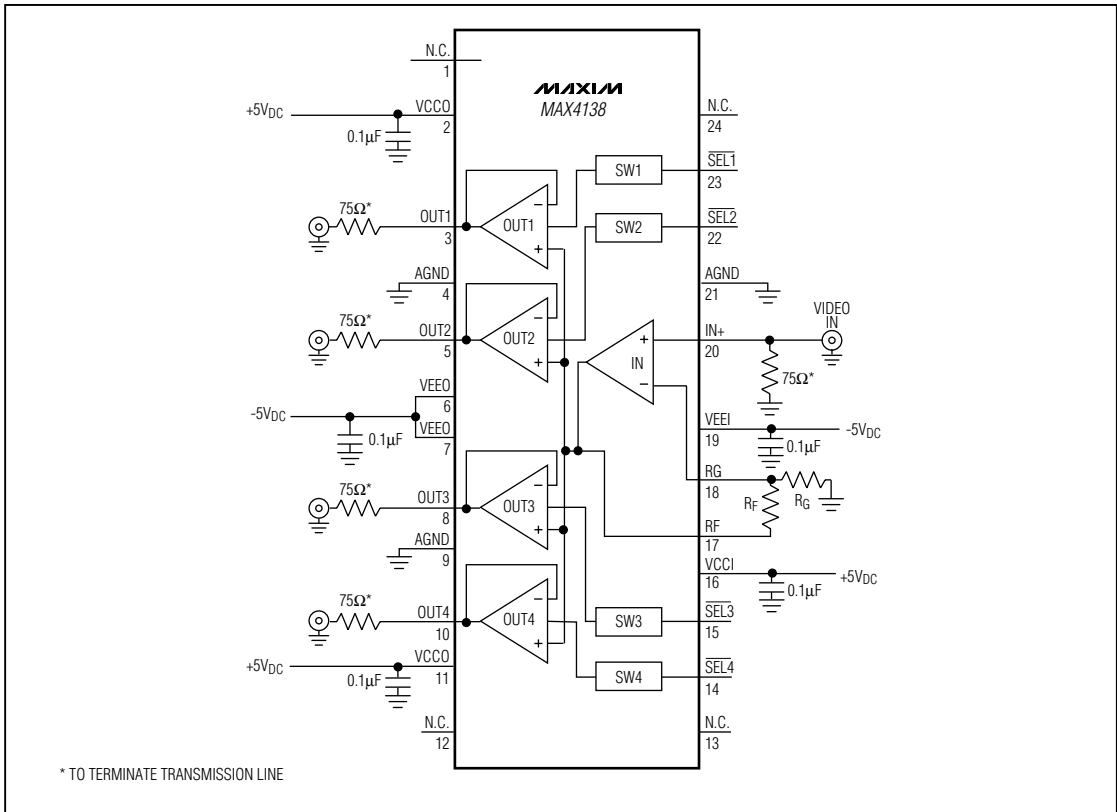 MAXIM
MAX4138
N.C.
1
+5VDC
VCCO
2
0.1µF
75Ω*
OUT1
3
AGND
4
75Ω*
OUT2
5
VEEO
6
-5VDC
VEEO
7
0.1µF
75Ω*
OUT3
8
AGND
9
75Ω*
OUT4
10
+5VDC
VCCO
11
0.1µF
N.C.
12
−
OUT1
+
−
OUT2
+
−
OUT3
+
−
OUT4
+
SW1
SW2
+
IN
−
SW3
SW4
N.C.
24
SEL1
23
SEL2
22
AGND
21
VIDEO
IN
IN+
20
75Ω*
VEEI
19
-5VDC
0.1µF
RG
18
RF
RG
RF
17
VCCI
16
+5VDC
0.1µF
SEL3
15
SEL4
14
N.C.
13
* TO TERMINATE TRANSMISSION LINE